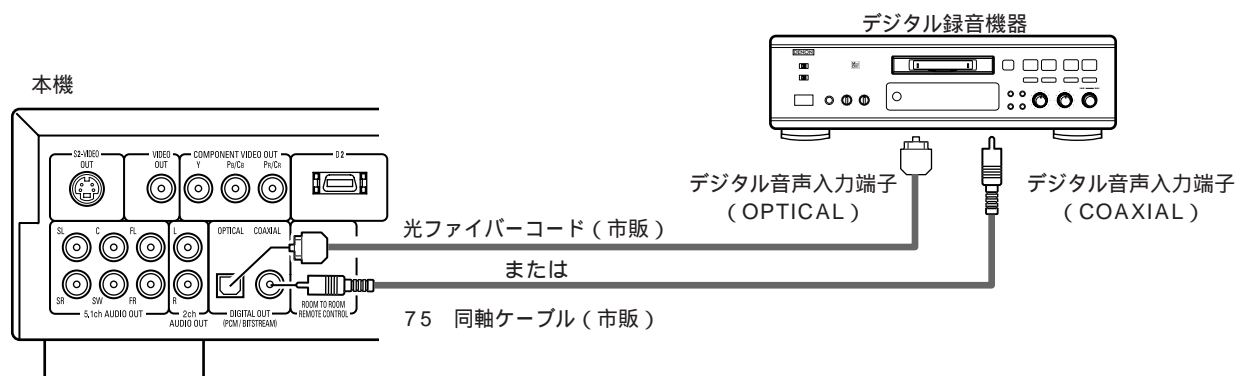 デジタル録音機器
DENON
本機
S2-VIDEO
OUT
VIDEO
OUT
COMPONENT VIDEO OUT
Y PB/CB PR/CR
D2
デジタル音声入力端子
(OPTICAL)
デジタル音声入力端子
(COAXIAL)
SL C FL L OPTICAL COAXIAL
光ファイバーコード(市販)
または
SR SW FR R
5.1ch AUDIO OUT
2ch
AUDIO OUT
DIGITAL OUT
(PCM/BITSTREAM)
ROOM TO ROOM
REMOTE CONTROL
75 同軸ケーブル(市販)